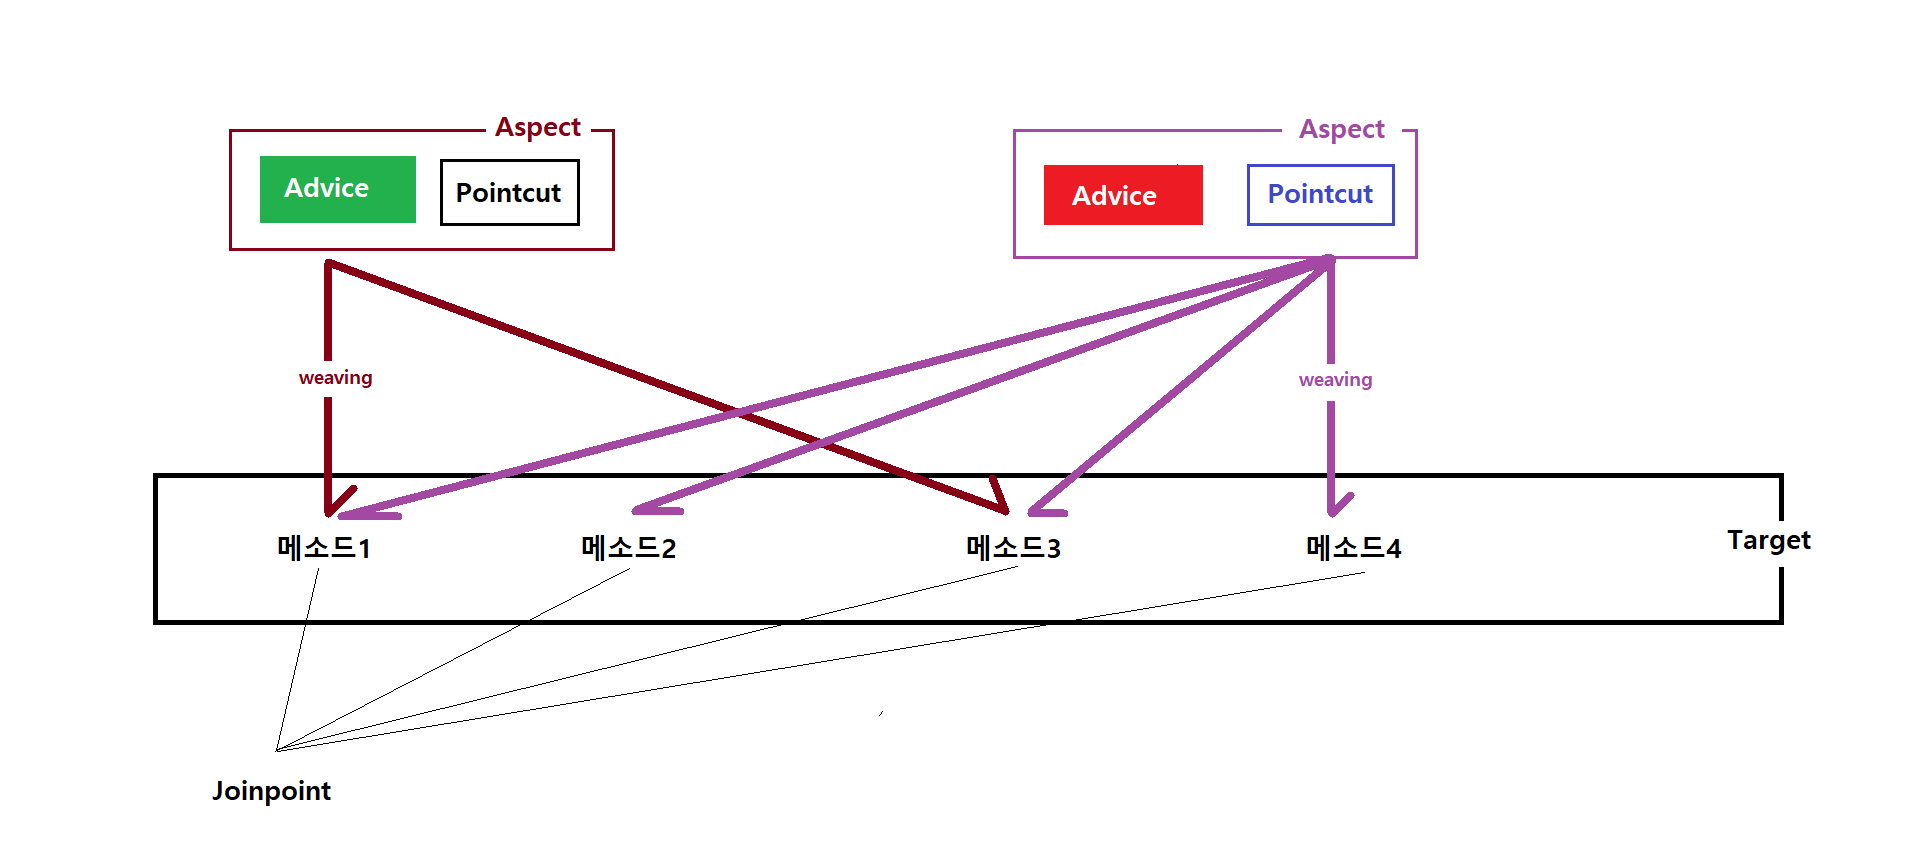 Aspect
Advice
Pointcut
Aspect
Advice
Pointcut
weaving
weaving
메소드1
메소드2
메소드3
메소드4
Target
Joinpoint